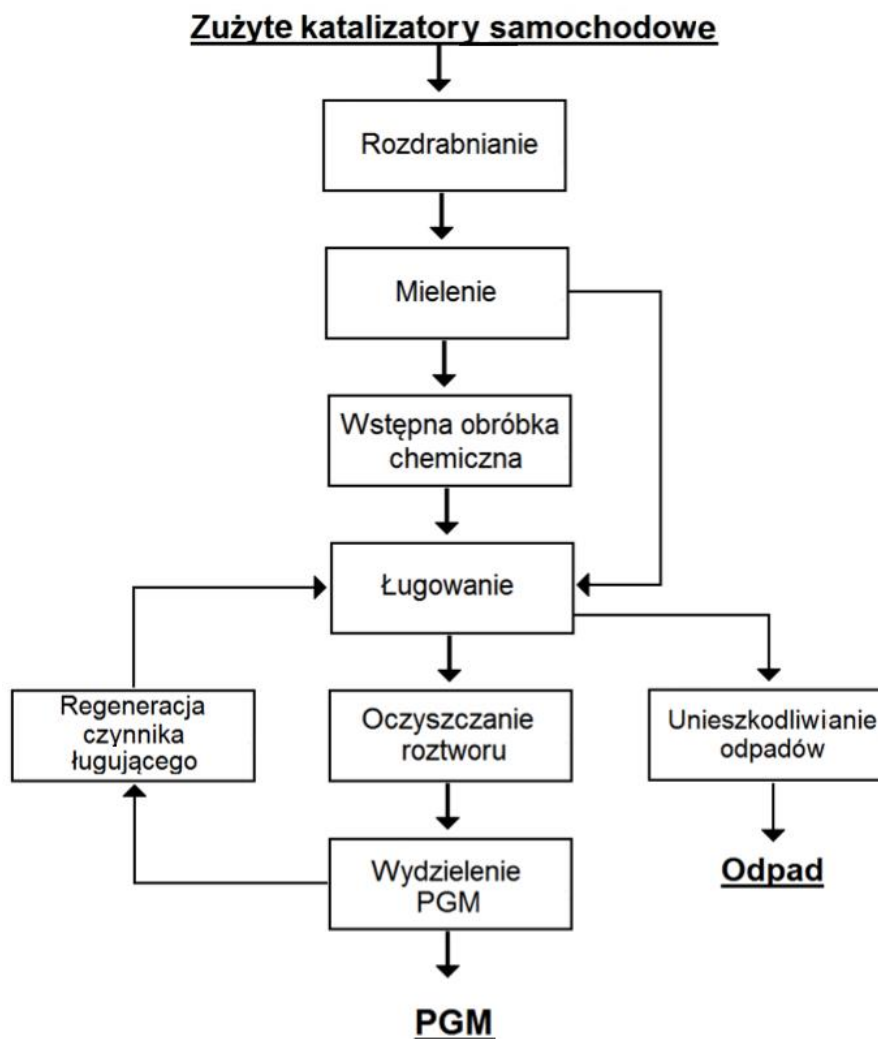 Zużyte katalizatory samochodowe
Rozdrabnianie
Mielenie
Wstępna obróbka
chemiczna
Ługowanie
Regeneracja
czynnika
ługującego
Oczyszczanie
roztworu
Unieszkodliwianie
odpadów
Wydzielenie
PGM
Odpad
PGM